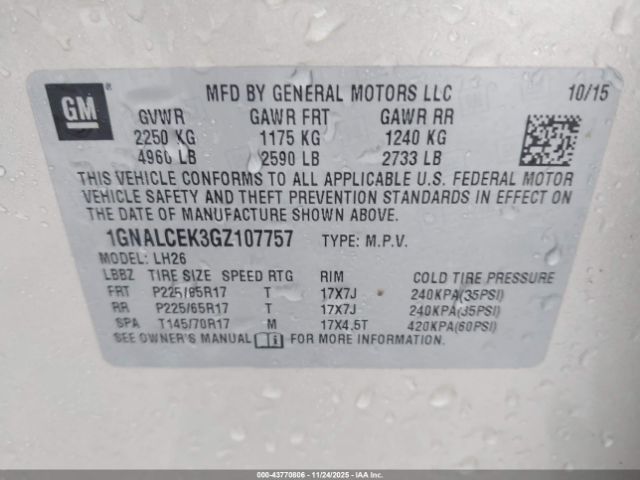 GM
MFD BY GENERAL MOTORS LLC 10/15
GVWR GAWR FRT GAWR RR
2250 KG 1175 KG 1240 KG
4960 LB 2590 LB 2733 LB
THIS VEHICLE CONFORMS TO ALL APPLICABLE U.S. FEDERAL MOTOR
VEHICLE SAFETY AND THEFT PREVENTION STANDARDS IN EFFECT ON
THE DATE OF MANUFACTURE SHOWN ABOVE.
1GNALCEK3GZ107757 TYPE: M.P.V.
MODEL: LH26
LBBZ TIRE SIZE SPEED RTG RIM COLD TIRE PRESSURE
FRT P225/65R17 T 17X7J 240KPA(35PSI)
RR P225/65R17 T 17X7J 240KPA(35PSI)
SPA T145/70R17 M 17X4.5T 420KPA(60PSI)
SEE OWNER'S MANUAL FOR MORE INFORMATION.
000-43770806 - 11/24/2025 - IAAI.COM